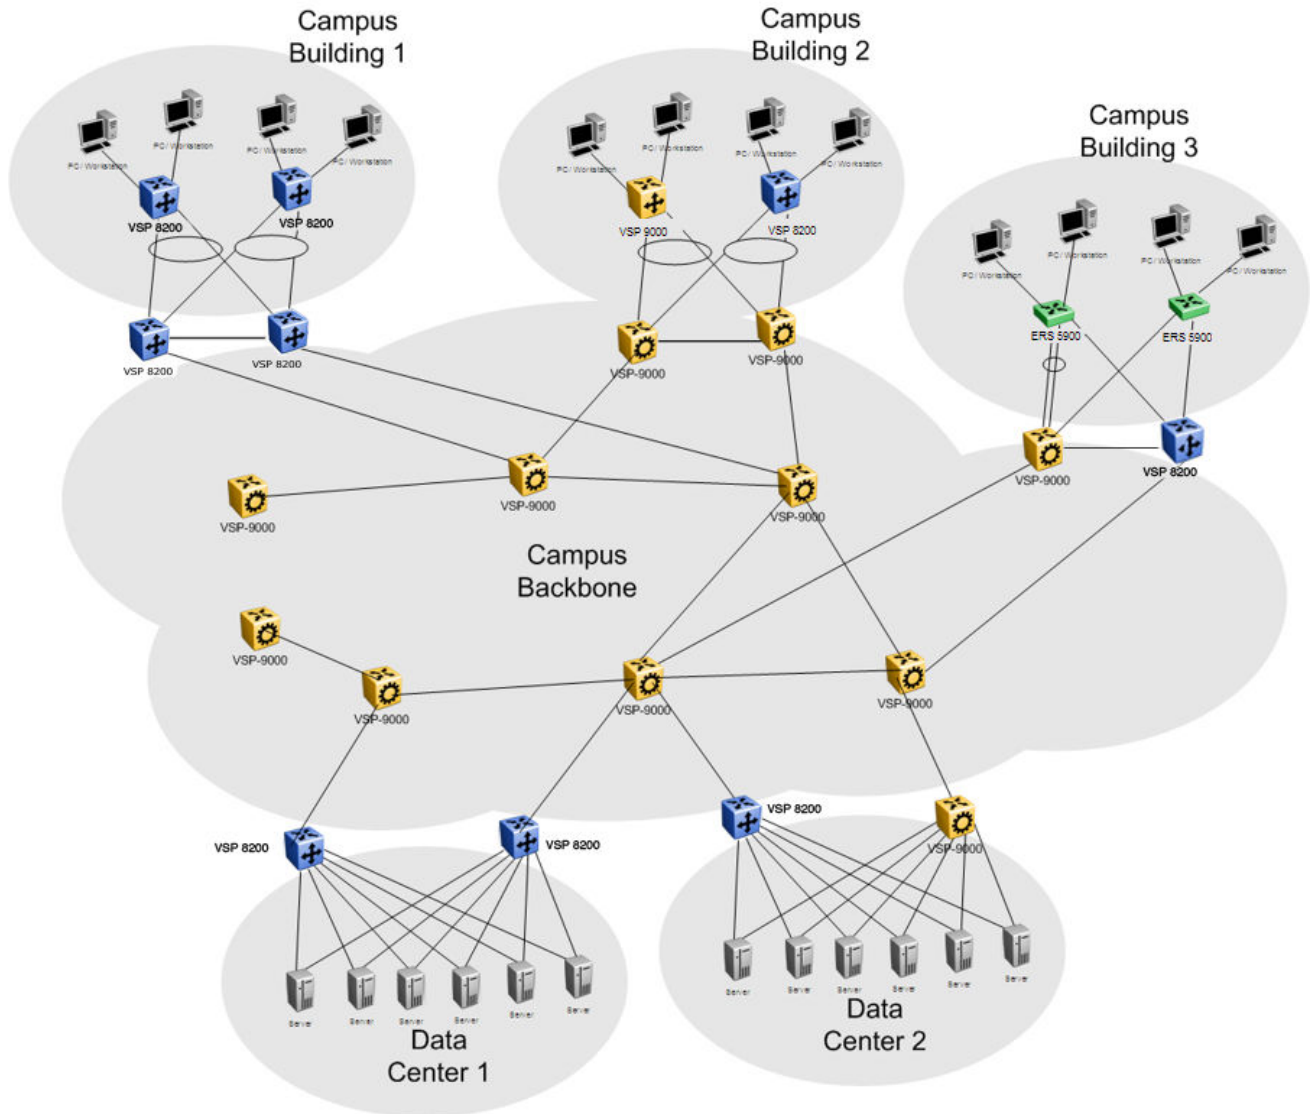 Campus
Building 1
Campus
Building 2
Campus
Building 3
PC/ Workstation
PC/ Workstation
PC/ Workstation
PC/ Workstation
PC/ Workstation
PC/ Workstation
PC/ Workstation
PC/ Workstation
VSP 8200
VSP 8200
VSP 9000
VSP 8200
PC/ Workstation
PC/ Workstation
PC/ Workstation
PC/ Workstation
ERS 5900
ERS 5900
VSP 8200
VSP 8200
VSP-9000
VSP-9000
VSP-9000
VSP 8200
VSP-9000
VSP-9000
VSP-9000
Campus
Backbone
VSP-9000
VSP-9000
VSP-9000
VSP-9000
VSP 8200
VSP 8200
VSP 8200
VSP-9000
Server
Server
Server
Server
Server
Server
Server
Server
Server
Server
Server
Server
Data
Center 1
Data
Center 2